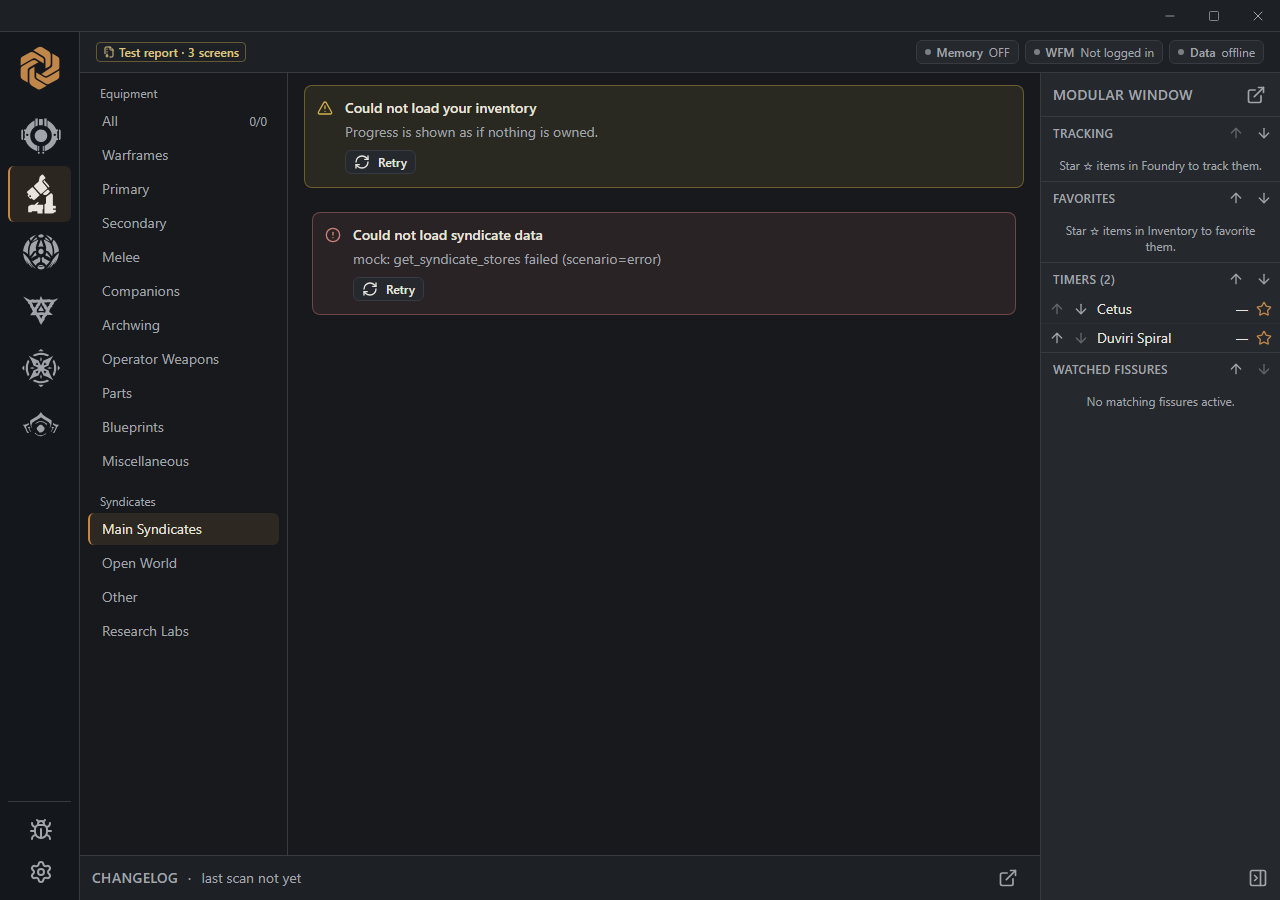 Test report · 3 screens
Memory OFF
WFM Not logged in
Data offline
Equipment
All 0/0
Warframes
Primary
Secondary
Melee
Companions
Archwing
Operator Weapons
Parts
Blueprints
Miscellaneous
Syndicates
Main Syndicates
Open World
Other
Research Labs
Could not load your inventory
Progress is shown as if nothing is owned.
Retry
Could not load syndicate data
mock: get_syndicate_stores failed (scenario=error)
Retry
MODULAR WINDOW
TRACKING
Star ☆ items in Foundry to track them.
FAVORITES
Star ☆ items in Inventory to favorite
them.
TIMERS (2)
Cetus —
Duviri Spiral —
WATCHED FISSURES
No matching fissures active.
CHANGELOG · last scan not yet